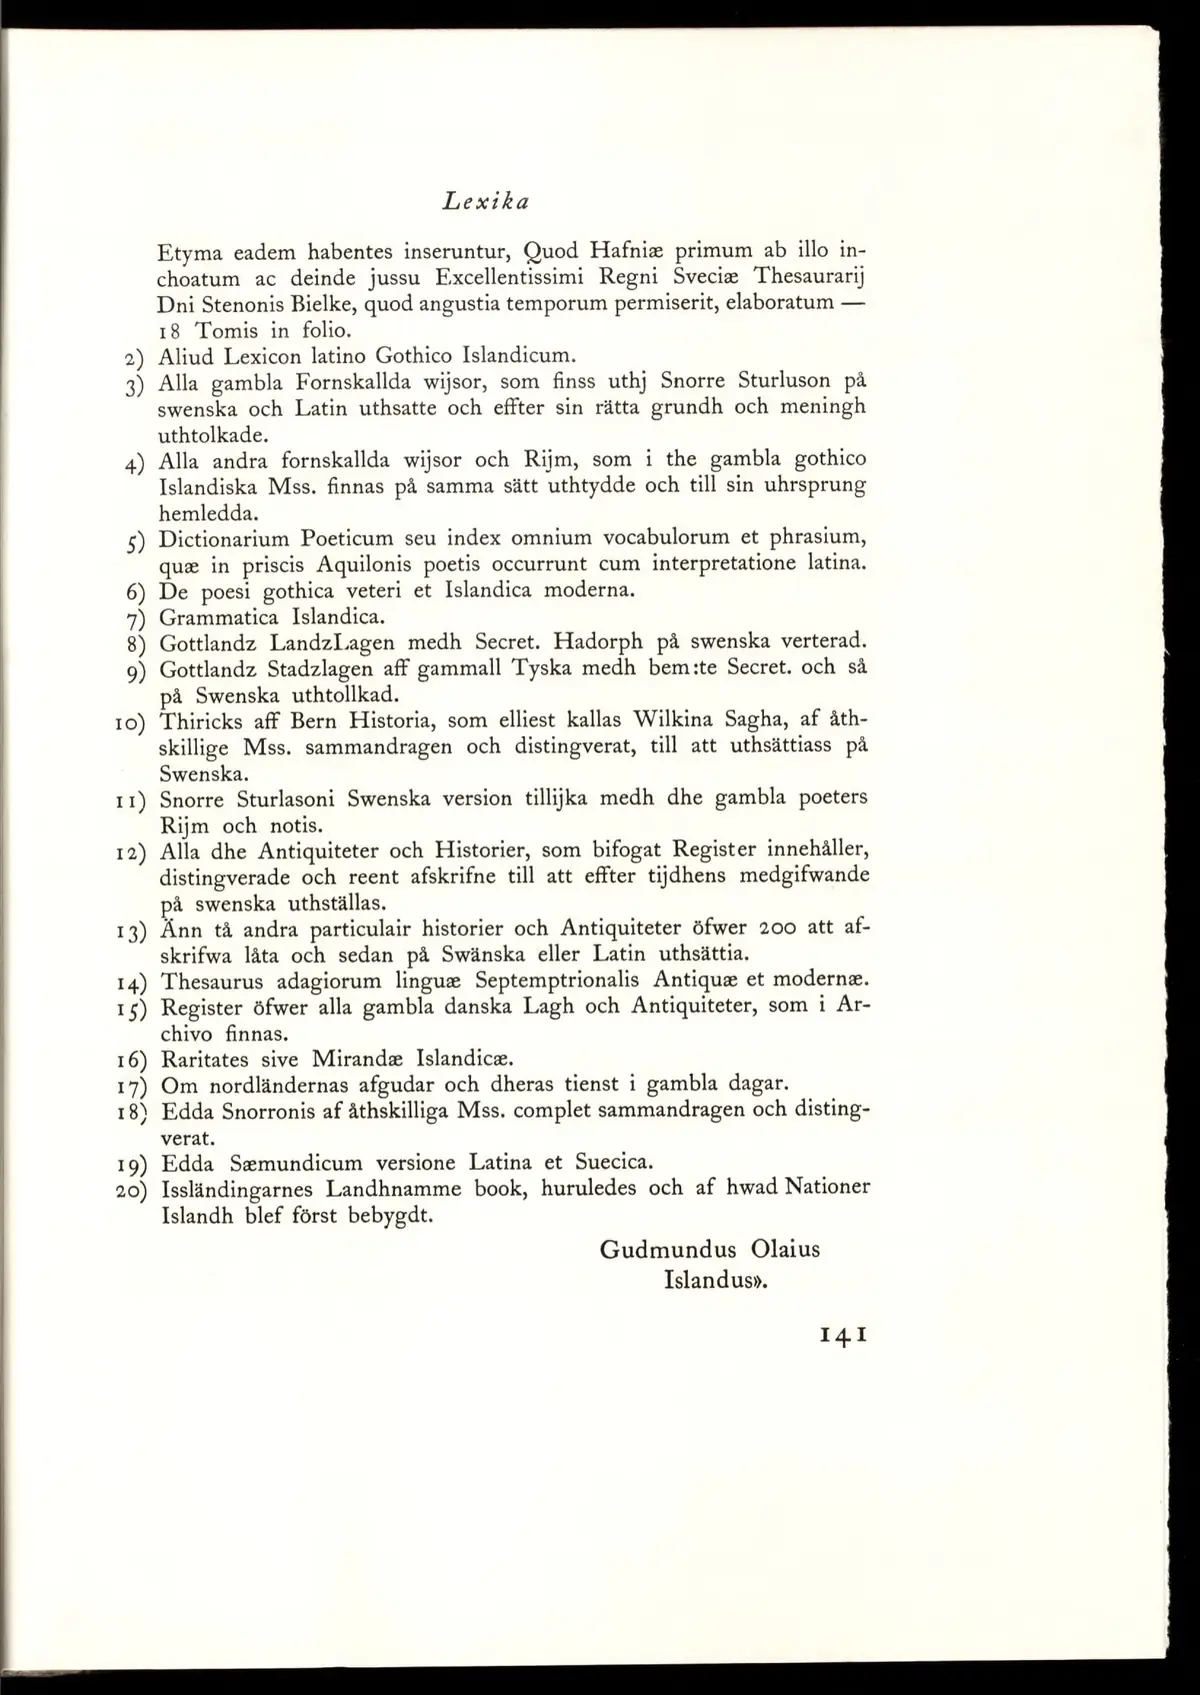 Lexika
Etyma eadem habentes inseruntur, Quod Hafniæ primum ab illo in-
choatum ac deinde jussu Excellentissimi Regni Sveciæ Thesaurarij
Dni Stenonis Bielke, quod angustia temporum permiserit, elaboratum —
18 Tomis in folio.
2) Aliud Lexicon latino Gothico Islandicum.
3) Alla gambla Fornskallda wijsor, som finss uthj Snorre Sturluson på
swenska och Latin uthsatte och effter sin rätta grundh och meningh
uthtolkade.
4) Alla andra fornskallda wijsor och Rijm, som i the gambla gothico
Islandiska Mss. finnas på samma sätt uthtydde och till sin uhrsprung
hemledda.
5) Dictionarium Poeticum seu index omnium vocabulorum et phrasium,
quæ in priscis Aquilonis poetis occurrunt cum interpretatione latina.
6) De poesi gothica veteri et Islandica moderna.
7) Grammatica Islandica.
8) Gottlandz LandzLagen medh Secret. Hadorph på swenska verterad.
9) Gottlandz Stadzlagen aff gammall Tyska medh bem:te Secret. och så
på Swenska uthtollkad.
10) Thiricks aff Bern Historia, som elliest kallas Wilkina Sagha, af åth-
skillige Mss. sammandragen och distingverat, till att uthsättiass på
Swenska.
11) Snorre Sturlasoni Swenska version tillijka medh dhe gambla poeters
Rijm och notis.
12) Alla dhe Antiquiteter och Historier, som bifogat Register innehåller,
distingverade och reent afskrifne till att effter tijdhens medgifwande
på swenska uthställas.
13) Änn tå andra particulair historier och Antiquiteter öfwer 200 att af-
skrifwa låta och sedan på Swänska eller Latin uthsättia.
14) Thesaurus adagiorum linguæ Septemptrionalis Antiquæ et modernæ.
15) Register öfwer alla gambla danska Lagh och Antiquiteter, som i Ar-
chivo finnas.
16) Raritates sive Mirandæ Islandicæ.
17) Om nordländernas afgudar och dheras tienst i gambla dagar.
18) Edda Snorronis af åthskilliga Mss. complet sammandragen och disting-
verat.
19) Edda Sæmundicum versione Latina et Suecica.
20) Issländingarnes Landhnamme book, huruledes och af hwad Nationer
Islandh blef först bebygdt.
Gudmundus Olaius
Islandus».
141